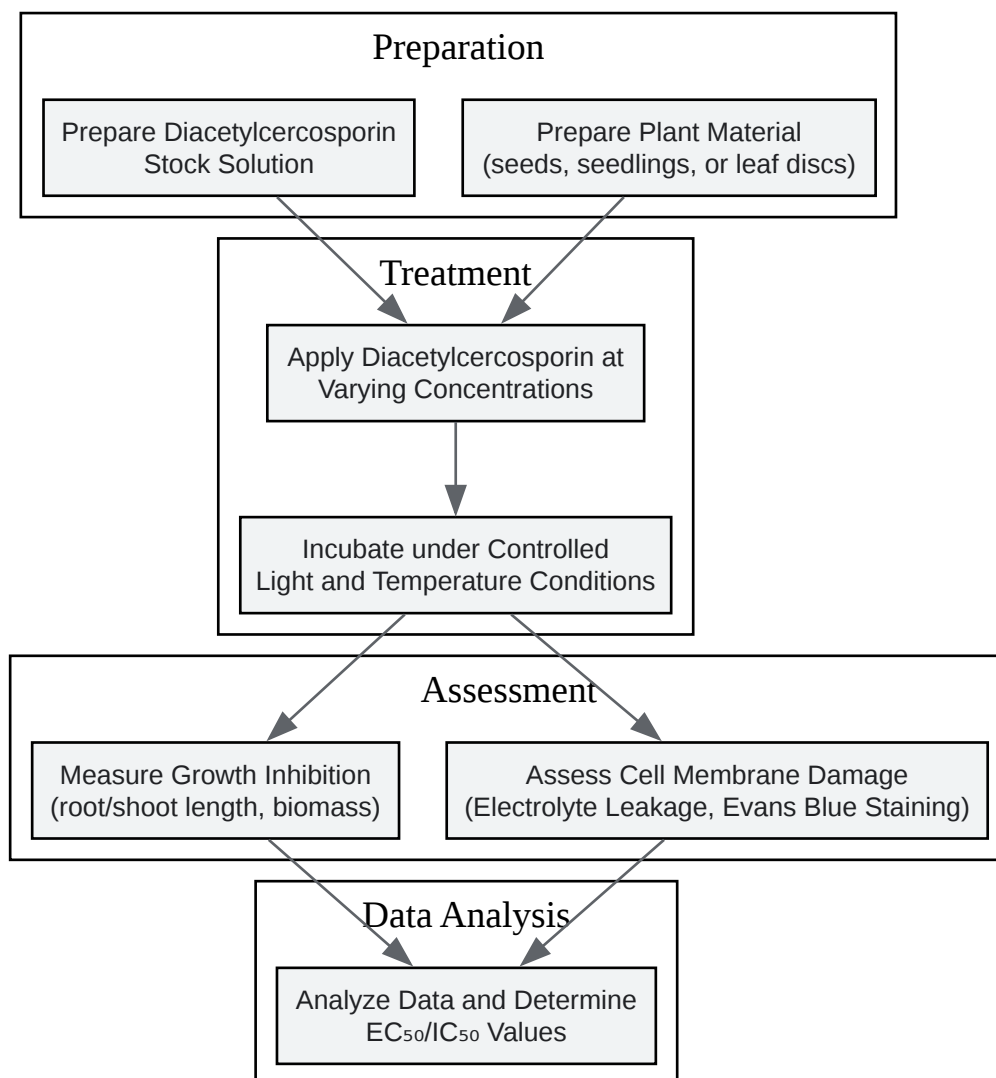 Preparation
Prepare Diacetylcercosporin
Stock Solution
Prepare Plant Material
(seeds, seedlings, or leaf discs)
Treatment
Apply Diacetylcercosporin at
Varying Concentrations
Incubate under Controlled
Light and Temperature Conditions
Assessment
Measure Growth Inhibition
(root/shoot length, biomass)
Assess Cell Membrane Damage
(Electrolyte Leakage, Evans Blue Staining)
Data Analysis
Analyze Data and Determine
EC₅₀/IC₅₀ Values